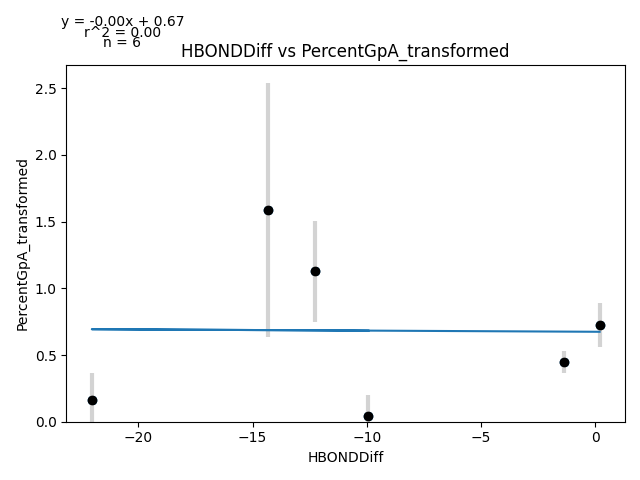 y = -0.00x + 0.67
r^2 = 0.00
n = 6
HBONDDiff vs PercentGpA_transformed
2.5
2.0
1.5
1.0
0.5
0.0
PercentGpA_transformed
−20
−15
−10
−5
0
HBONDDiff